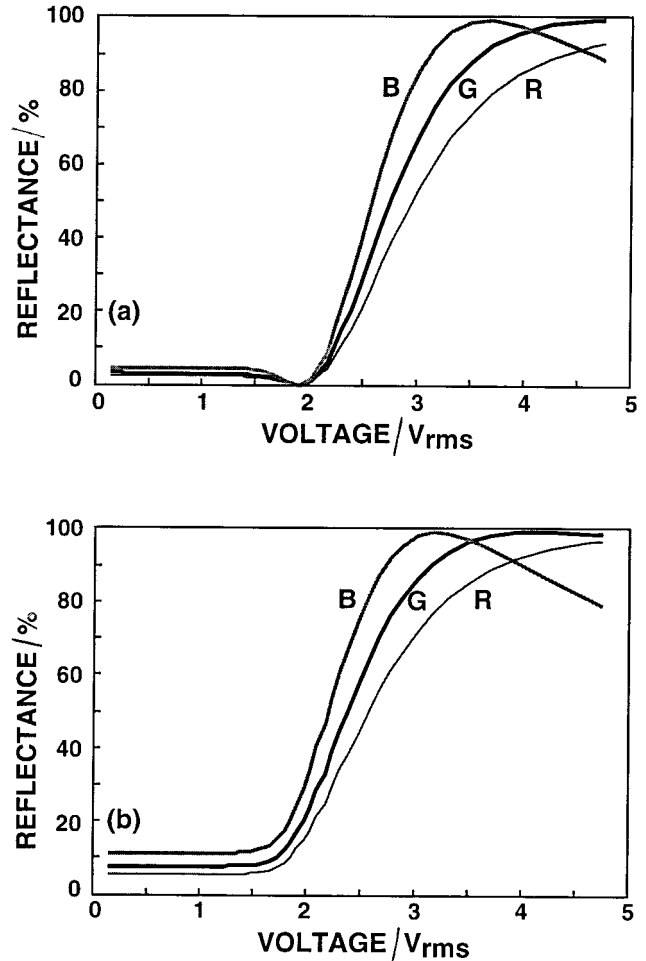 100
80
60
40
20
0
REFLECTANCE/%
B G R
(a)
0 1 2 3 4 5
VOLTAGE/Vrms
100
80
60
40
20
0
REFLECTANCE/%
B G R
(b)
0 1 2 3 4 5
VOLTAGE/Vrms